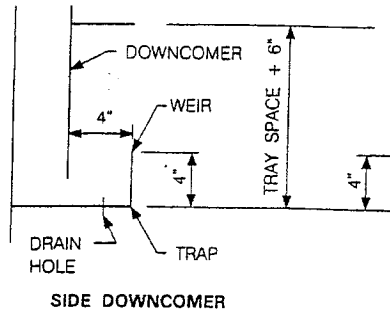 DOWNCOMER
4"
WEIR
4"
TRAY SPACE + 6"
4"
DRAIN
HOLE
TRAP
SIDE DOWNCOMER